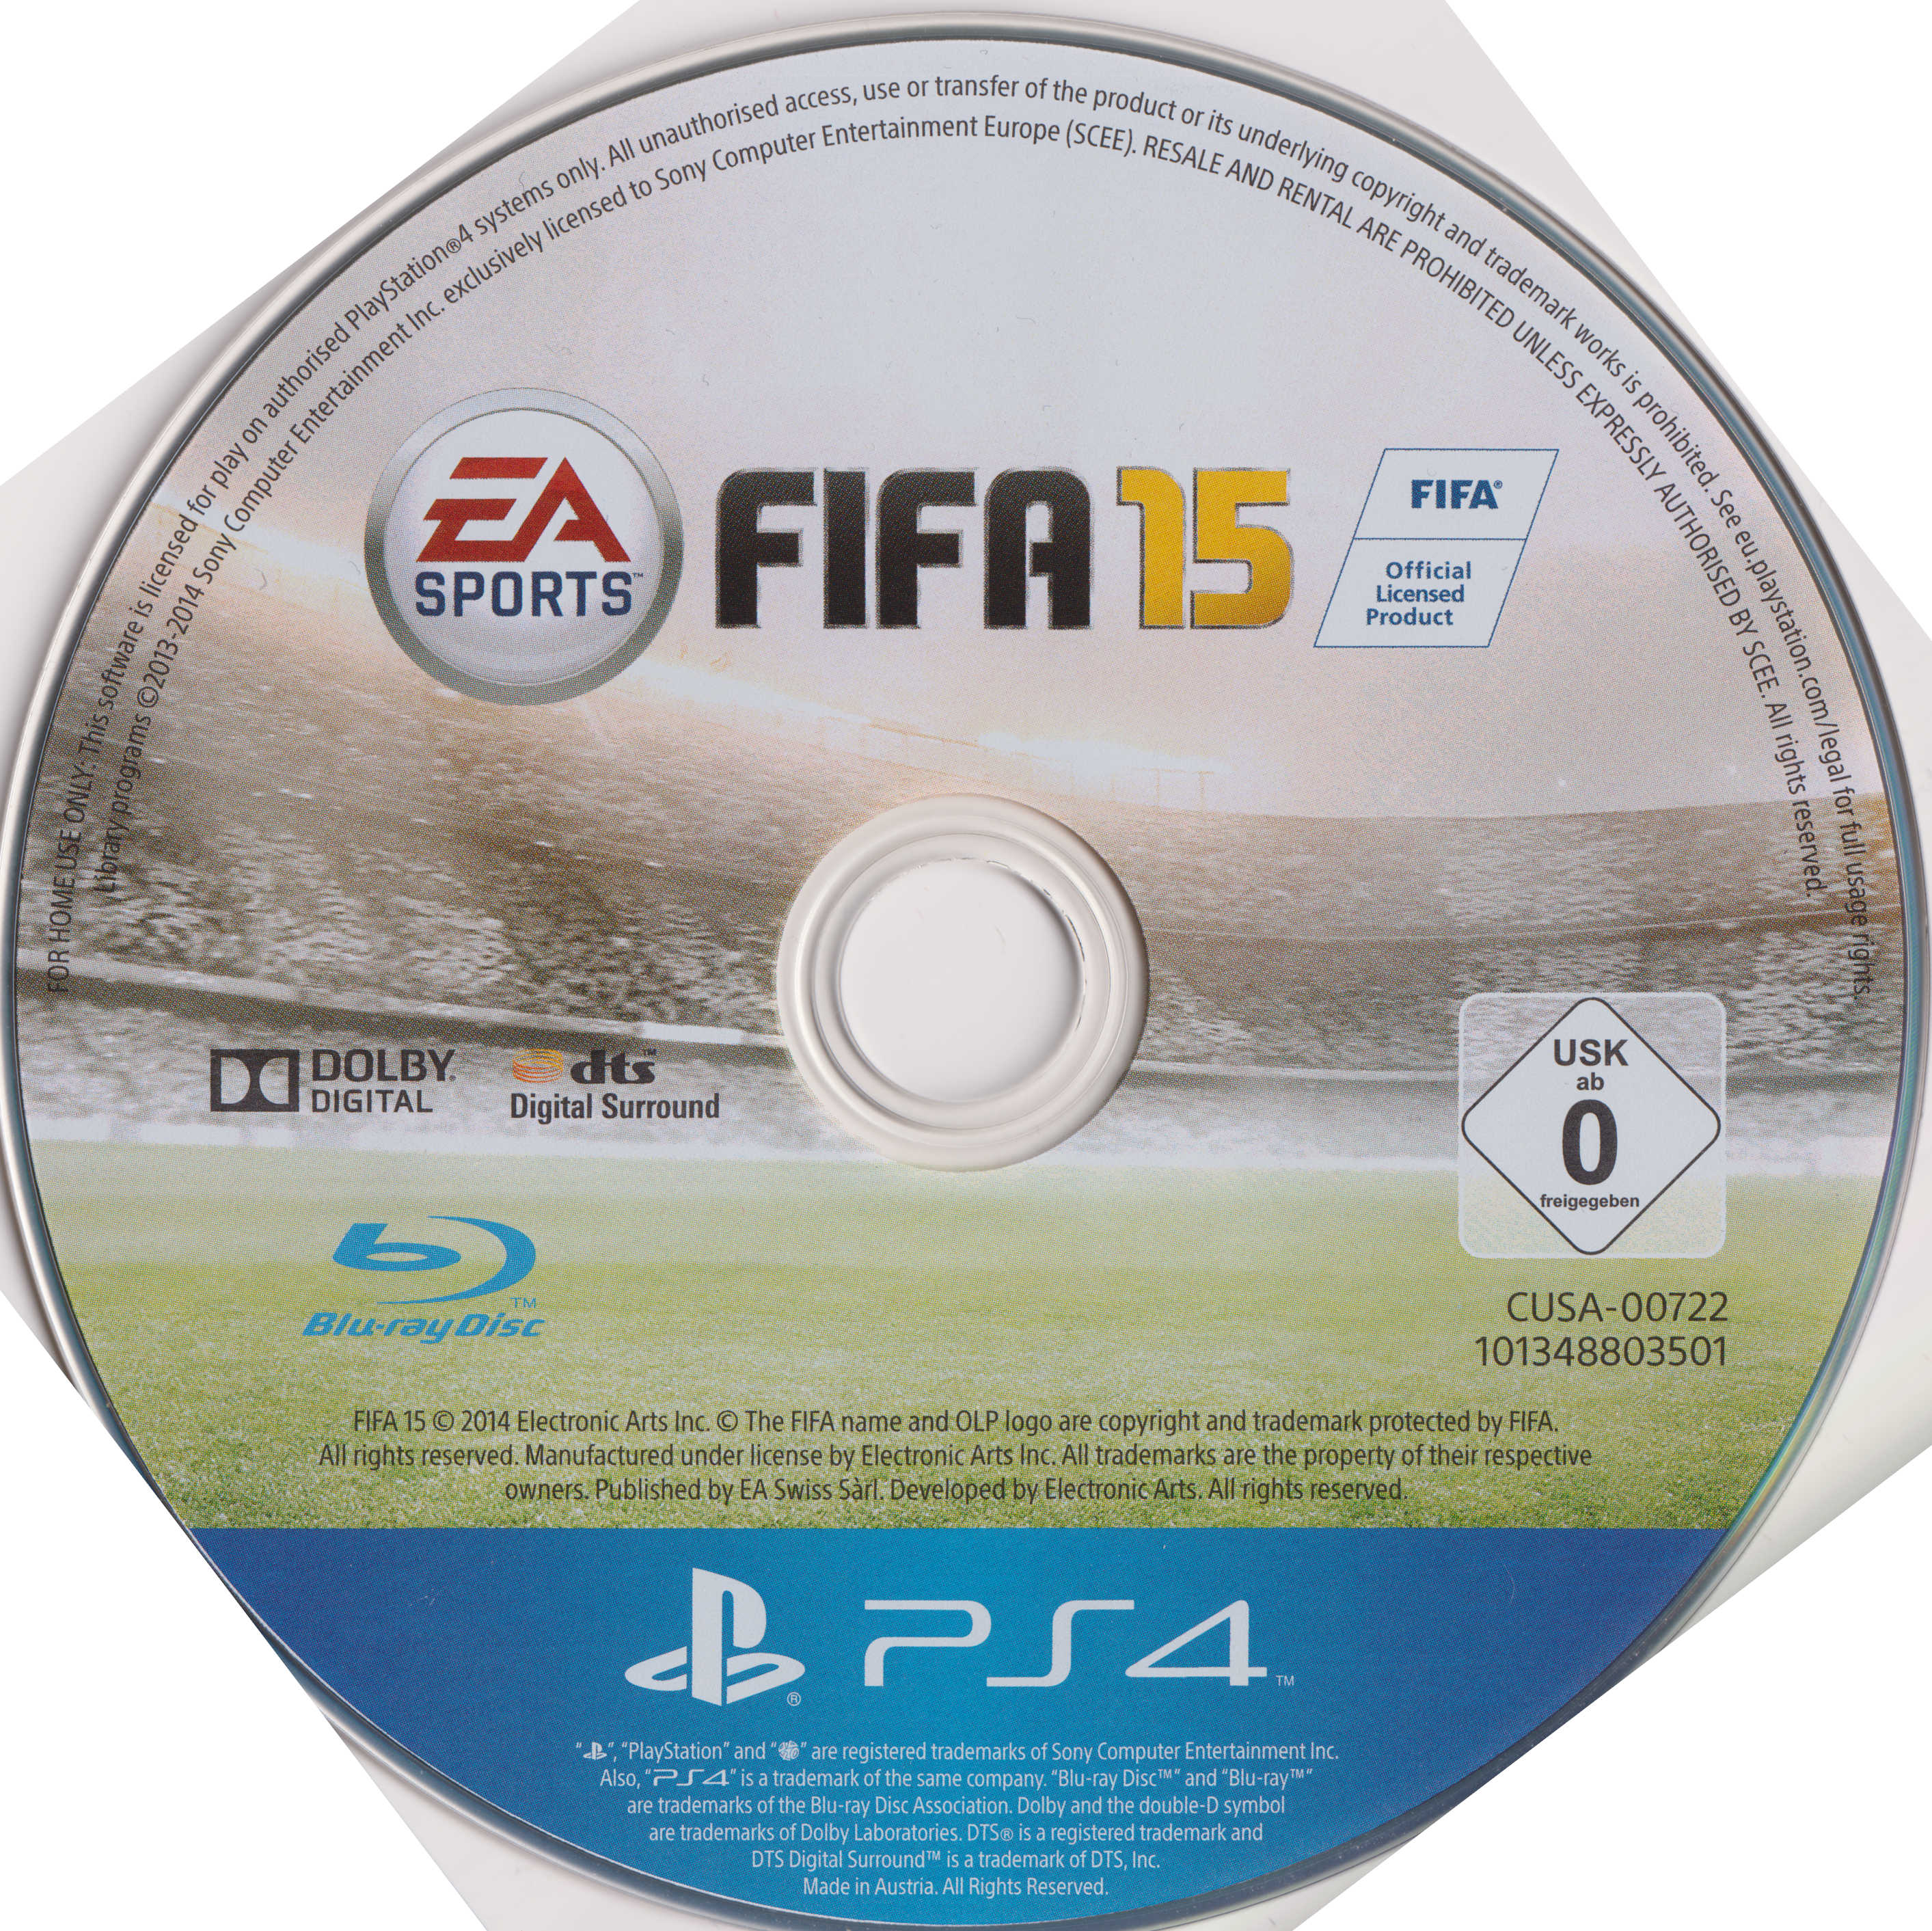 FOR HOME USE ONLY: This software is licensed for play on authorised PlayStation®4 systems only. All unauthorised access, use or transfer of the product or its underlying copyright and trademark works is prohibited. See eu.playstation.com/legal for full usage rights.
Library programs ©2013-2014 Sony Computer Entertainment Inc. exclusively licensed to Sony Computer Entertainment Europe (SCEE). RESALE AND RENTAL ARE PROHIBITED UNLESS EXPRESSLY AUTHORISED BY SCEE. All rights reserved.
EA
SPORTS™
FIFA 15
FIFA®
Official
Licensed
Product
DOLBY®
DIGITAL
dts™
Digital Surround
USK
ab
0
freigegeben
Blu-ray Disc™
CUSA-00722
101348803501
FIFA 15 © 2014 Electronic Arts Inc. © The FIFA name and OLP logo are copyright and trademark protected by FIFA.
All rights reserved. Manufactured under license by Electronic Arts Inc. All trademarks are the property of their respective
owners. Published by EA Swiss Sàrl. Developed by Electronic Arts. All rights reserved.
® PS4™
“ ”, “PlayStation” and “ ” are registered trademarks of Sony Computer Entertainment Inc.
Also, “PS4” is a trademark of the same company. “Blu-ray Disc™” and “Blu-ray™”
are trademarks of the Blu-ray Disc Association. Dolby and the double-D symbol
are trademarks of Dolby Laboratories. DTS® is a registered trademark and
DTS Digital Surround™ is a trademark of DTS, Inc.
Made in Austria. All Rights Reserved.